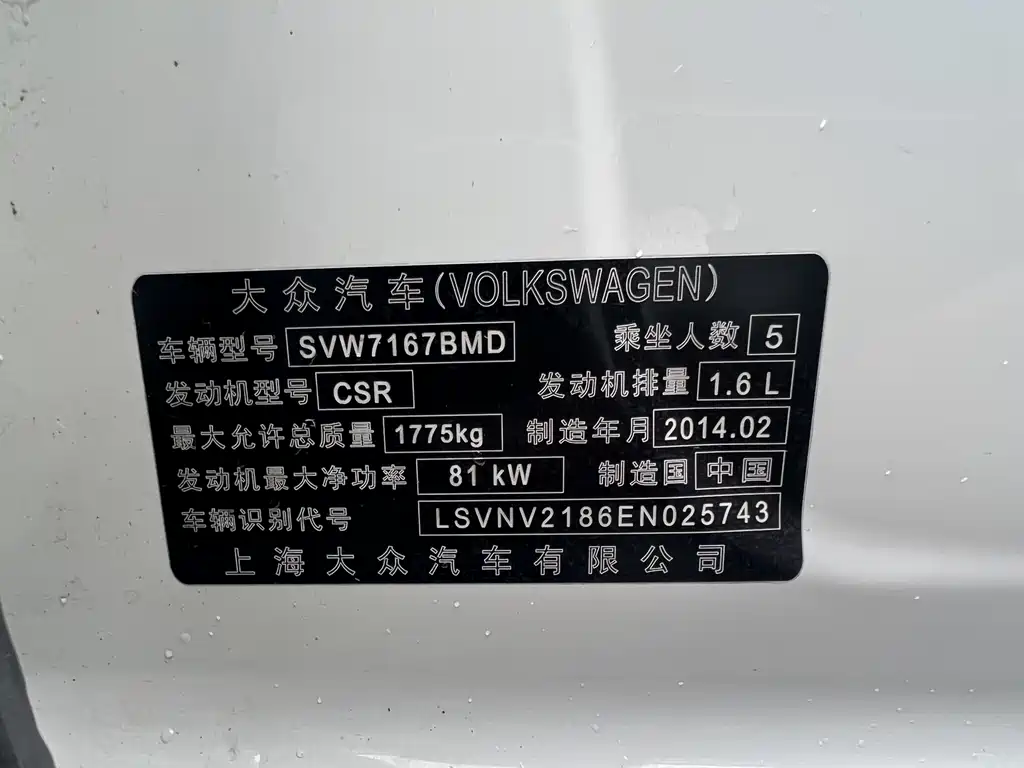 大众汽车(VOLKSWAGEN)
车辆型号 SVW7167BMD 乘坐人数 5
发动机型号 CSR 发动机排量 1.6 L
最大允许总质量 1775kg 制造年月 2014.02
发动机最大净功率 81 kW 制造国 中国
车辆识别代号 LSVNV2186EN025743
上海大众汽车有限公司